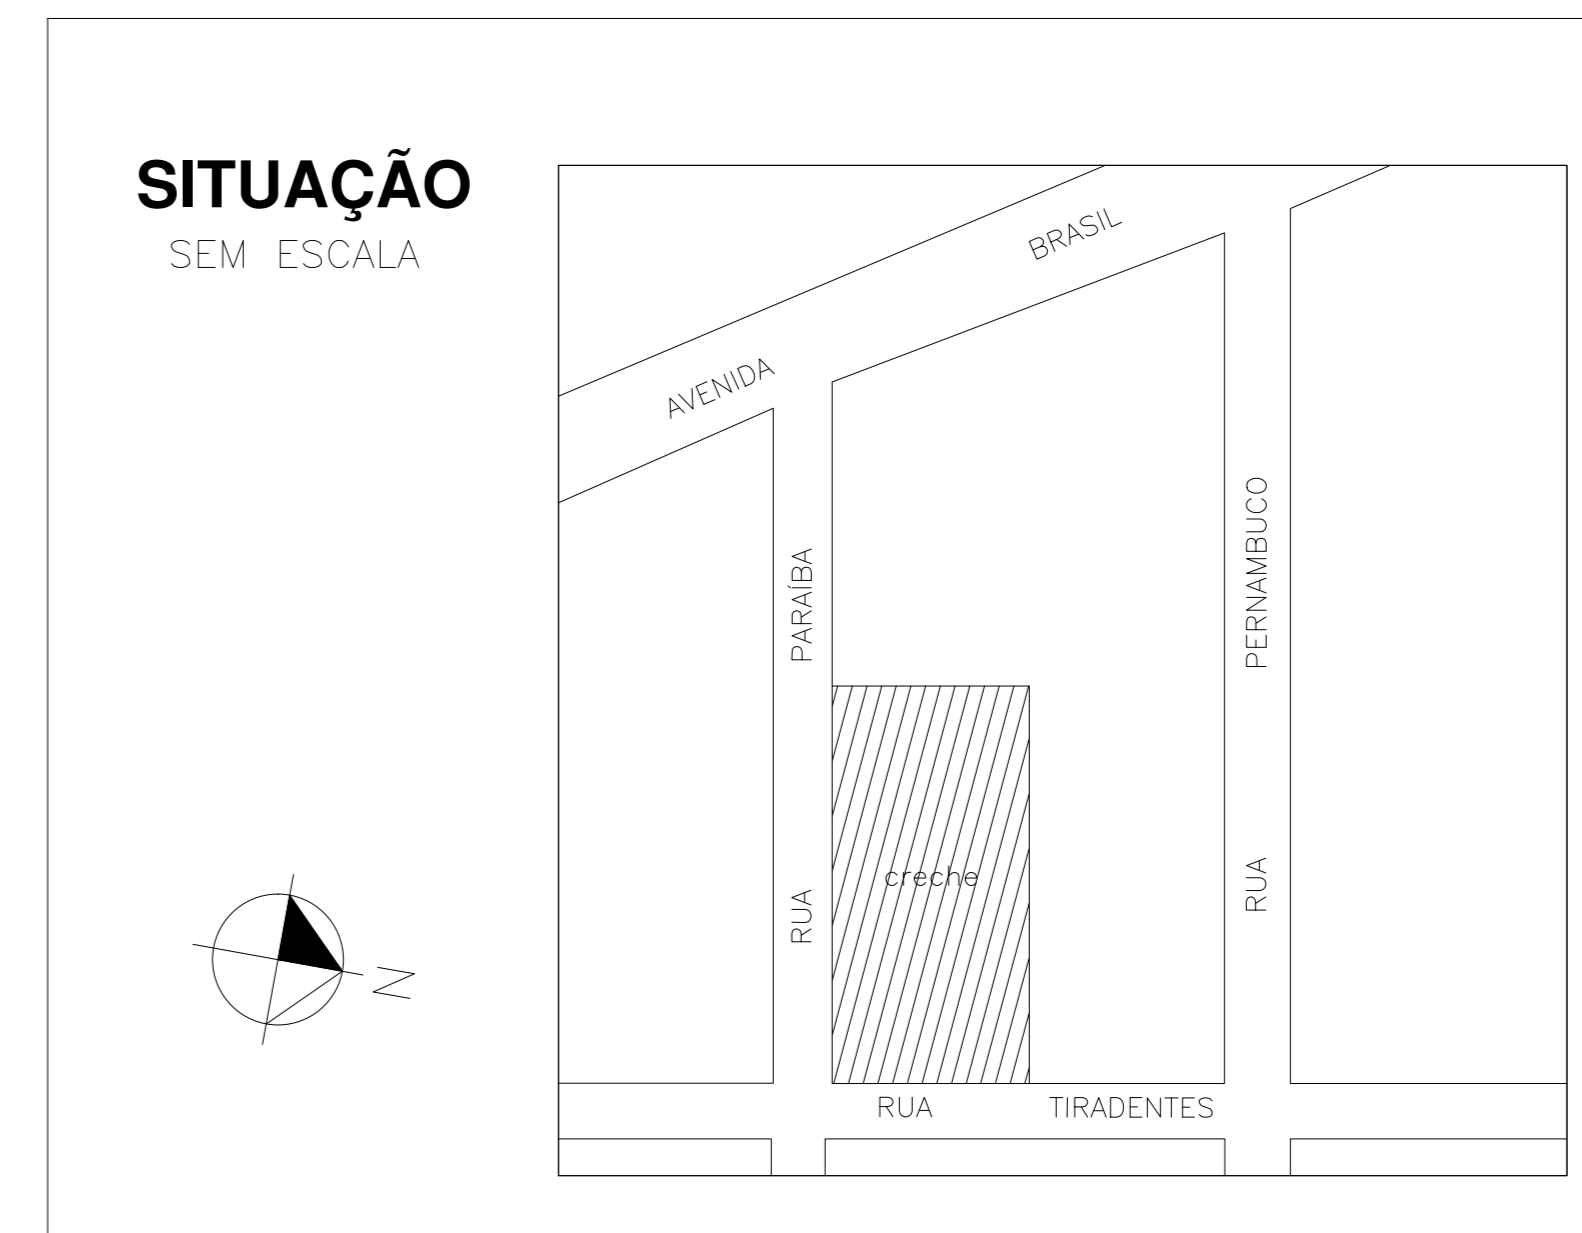 SITUAÇÃO
SEM ESCALA
AVENIDA BRASIL
RUA PARAÍBA
RUA PERNAMBUCO
creche
RUA TIRADENTES
N